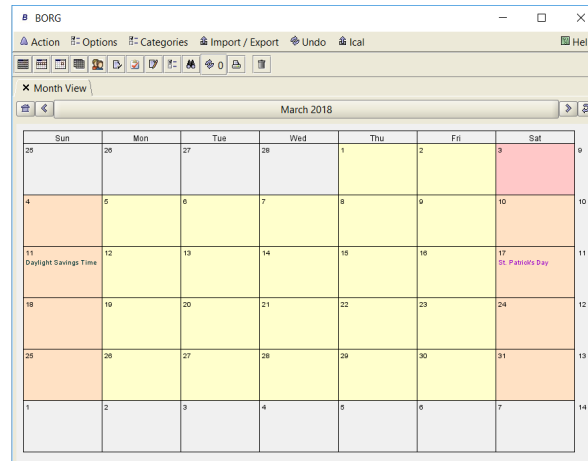 BORG
Action Options Categories Import / Export Undo Ical Hel
0
Month View
March 2018
Sun Mon Tue Wed Thu Fri Sat
25 26 27 28 1 2 3 9
4 5 6 7 8 9 10 10
11 12 13 14 15 16 17 11
Daylight Savings Time St. Patrick's Day
18 19 20 21 22 23 24 12
25 26 27 28 29 30 31 13
1 2 3 4 5 6 7 14